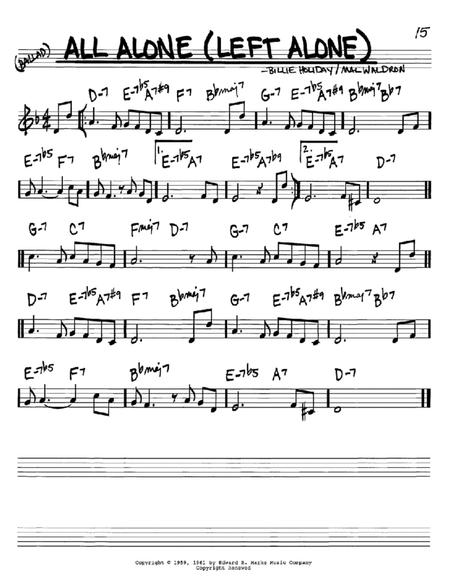 15
(BALLAD) ALL ALONE (LEFT ALONE)
-BILLIE HOLIDAY/MAL WALDRON
D-7 E-7b5 A7#9 F7 Bbmaj7 G-7 E-7b5 A7#9 Bbmaj7 Bb7
E-7b5 F7 Bbmaj7 1. E-7b5 A7 E-7b5 A7b9 2. E-7b5 A7 D-7
G-7 C7 Fmaj7 D-7 G-7 C7 E-7b5 A7
D-7 E-7b5 A7#9 F7 Bbmaj7 G-7 E-7b5 A7#9 Bbmaj7 Bb7
E-7b5 F7 Bbmaj7 E-7b5 A7 D-7
Copyright © 1959, 1961 by Edward B. Marks Music Company
Copyright Renewed